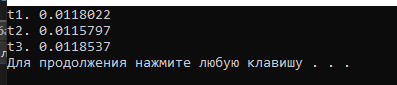 t1. 0.0118022
t2. 0.0115797
t3. 0.0118537
Для продолжения нажмите любую клавишу . . .